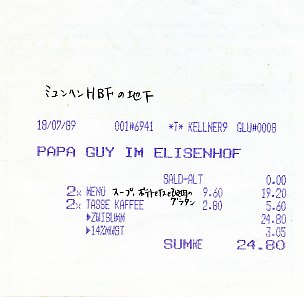 ミュンヘンHBFの地下
18/07/89 001#6941 *T* KELLNER9 GLU#0008
PAPA GUY IM ELISENHOF
SALD-ALT 0.00
2x MENU スープ、ポテトとイスと の 9.60 19.20
グラタン
2x TASSE KAFFEE 2.80 5.60
▶ZWISUMM 24.80
▶14%MWST 3.05
SUMME 24.80